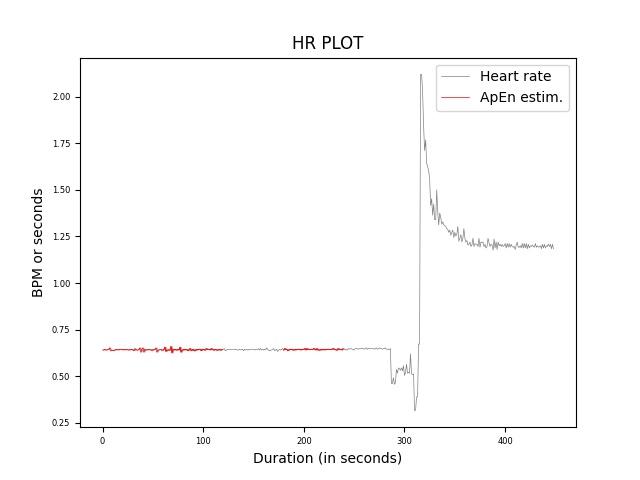 HR PLOT
Heart rate
ApEn estim.
BPM or seconds
2.00
1.75
1.50
1.25
1.00
0.75
0.50
0.25
0
100
200
300
400
Duration (in seconds)